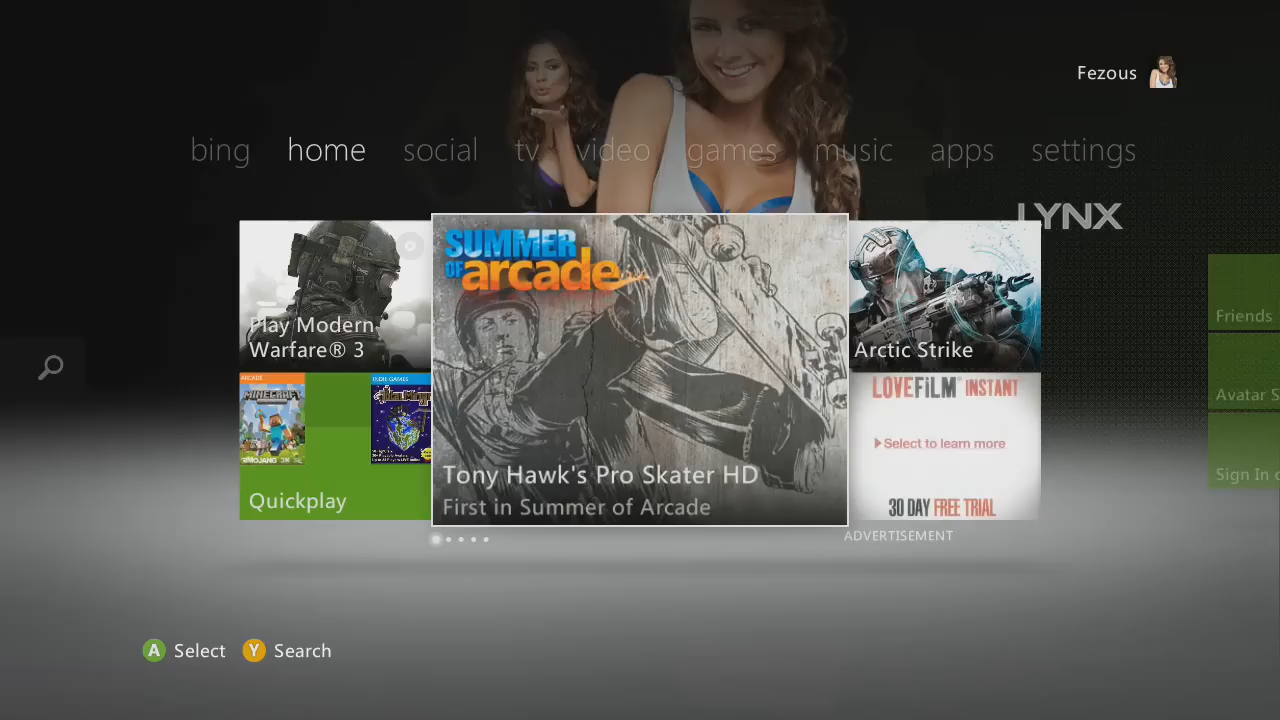 Fezous
bing home social tv video games music apps settings
LYNX
SUMMER
OF arcade
Play Modern
Warfare® 3
Arctic Strike
Friends
ARCADE
MINECRAFT
MOJANG
INDIE GAMES
LOVEFiLM INSTANT
Select to learn more
30 DAY FREE TRIAL
Avatar S
Tony Hawk's Pro Skater HD
First in Summer of Arcade
Quickplay
Sign In
ADVERTISEMENT
A Select Y Search